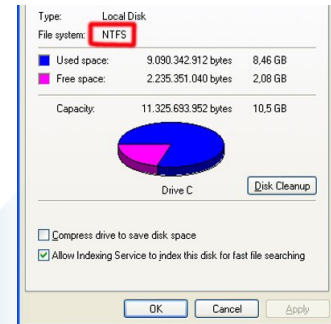 Type: Local Disk
File system: NTFS
Used space: 9.090.342.912 bytes 8,46 GB
Free space: 2.235.351.040 bytes 2,08 GB
Capacity: 11.325.693.952 bytes 10,5 GB
Drive C
Disk Cleanup
Compress drive to save disk space
Allow Indexing Service to index this disk for fast file searching
OK Cancel Apply